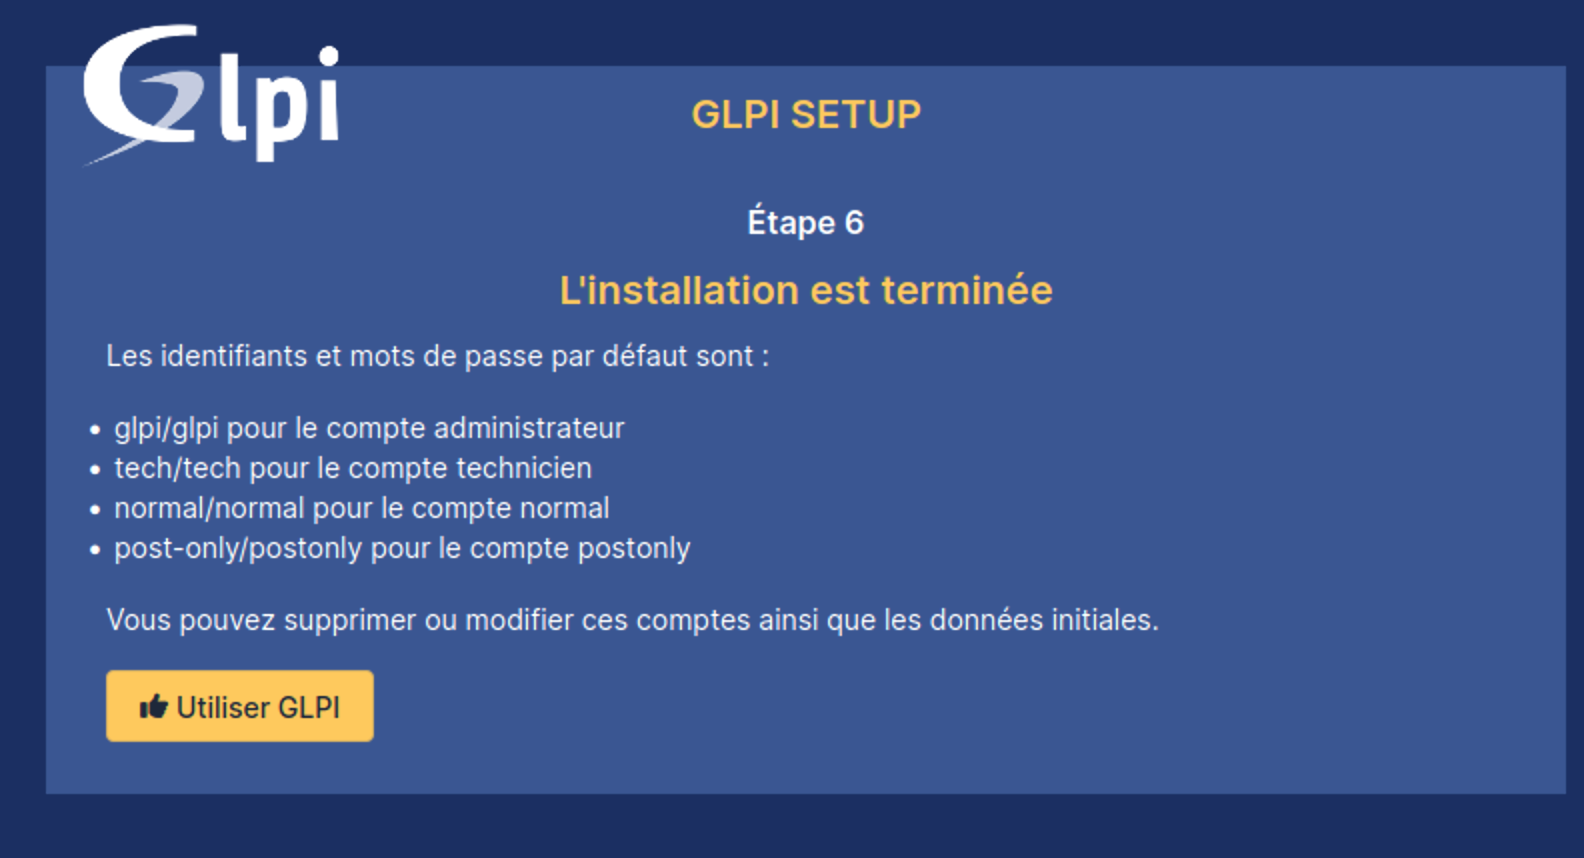 Glpi
GLPI SETUP
Étape 6
L'installation est terminée
Les identifiants et mots de passe par défaut sont :
• glpi/glpi pour le compte administrateur
• tech/tech pour le compte technicien
• normal/normal pour le compte normal
• post-only/postonly pour le compte postonly
Vous pouvez supprimer ou modifier ces comptes ainsi que les données initiales.
Utiliser GLPI